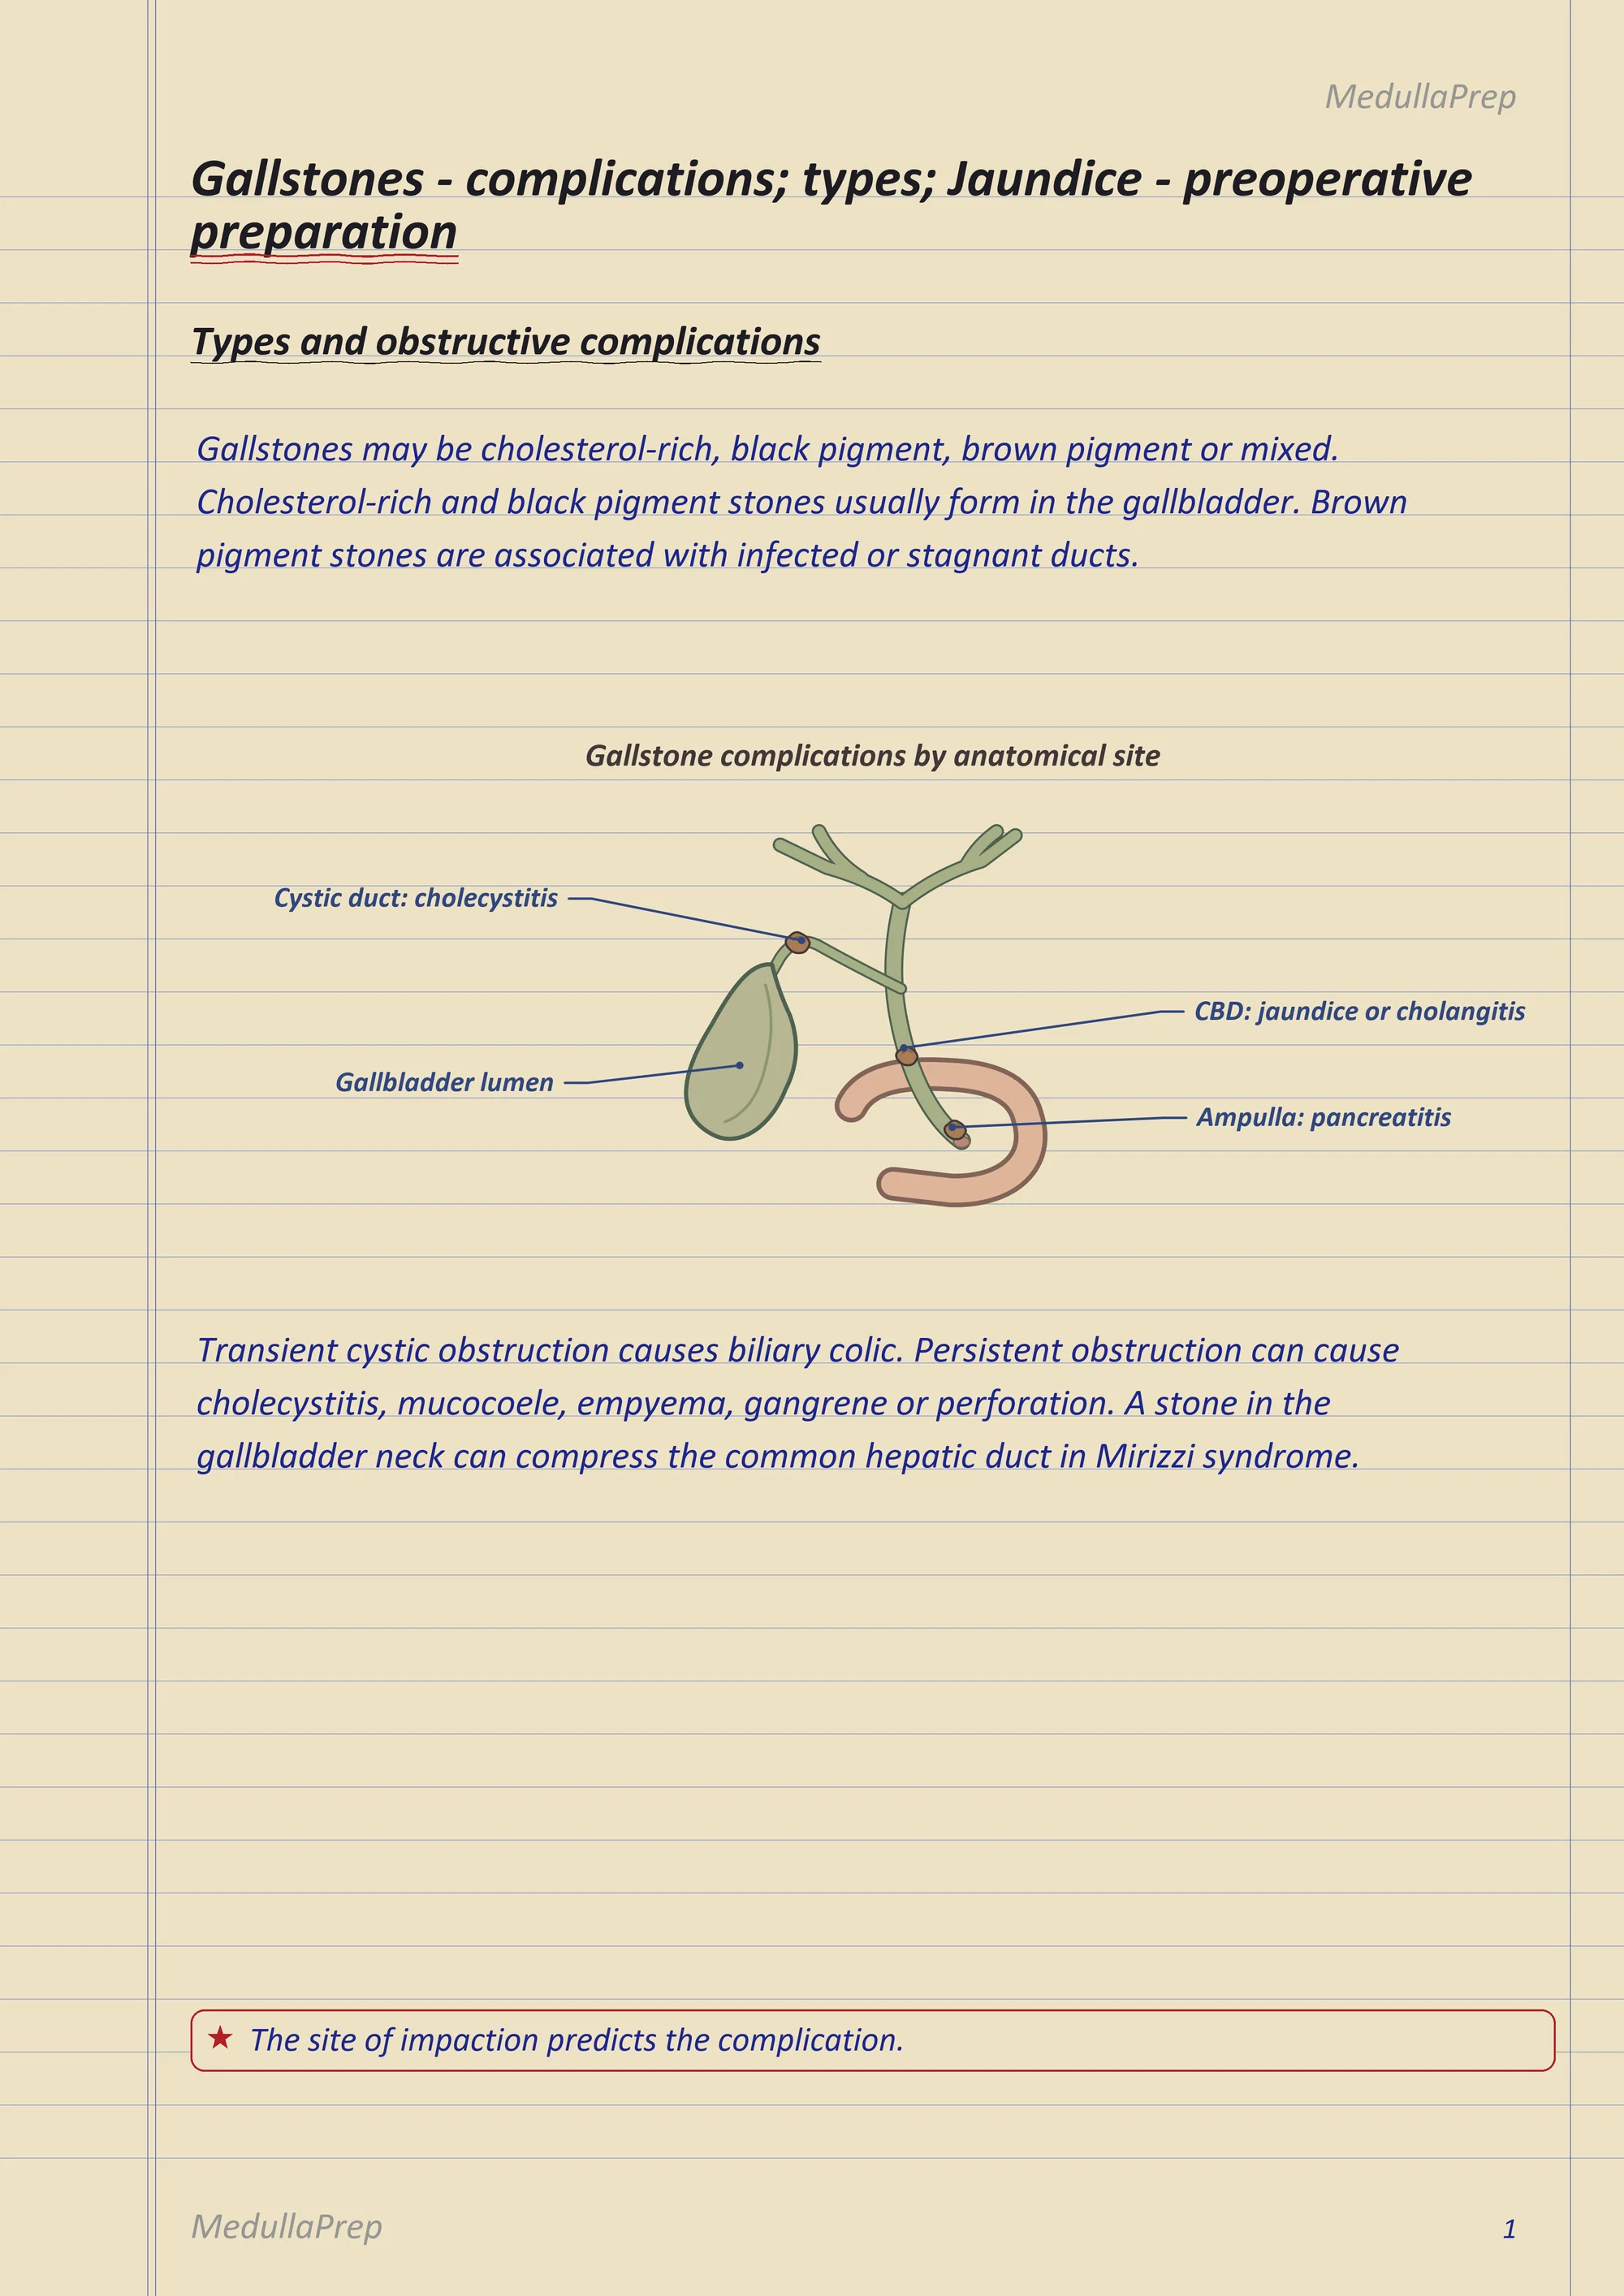 MedullaPrep
Gallstones - complications; types; Jaundice - preoperative
preparation
Types and obstructive complications
Gallstones may be cholesterol-rich, black pigment, brown pigment or mixed.
Cholesterol-rich and black pigment stones usually form in the gallbladder. Brown
pigment stones are associated with infected or stagnant ducts.
Gallstone complications by anatomical site
Cystic duct: cholecystitis
CBD: jaundice or cholangitis
Gallbladder lumen
Ampulla: pancreatitis
Transient cystic obstruction causes biliary colic. Persistent obstruction can cause
cholecystitis, mucocoele, empyema, gangrene or perforation. A stone in the
gallbladder neck can compress the common hepatic duct in Mirizzi syndrome.
★ The site of impaction predicts the complication.
MedullaPrep
1